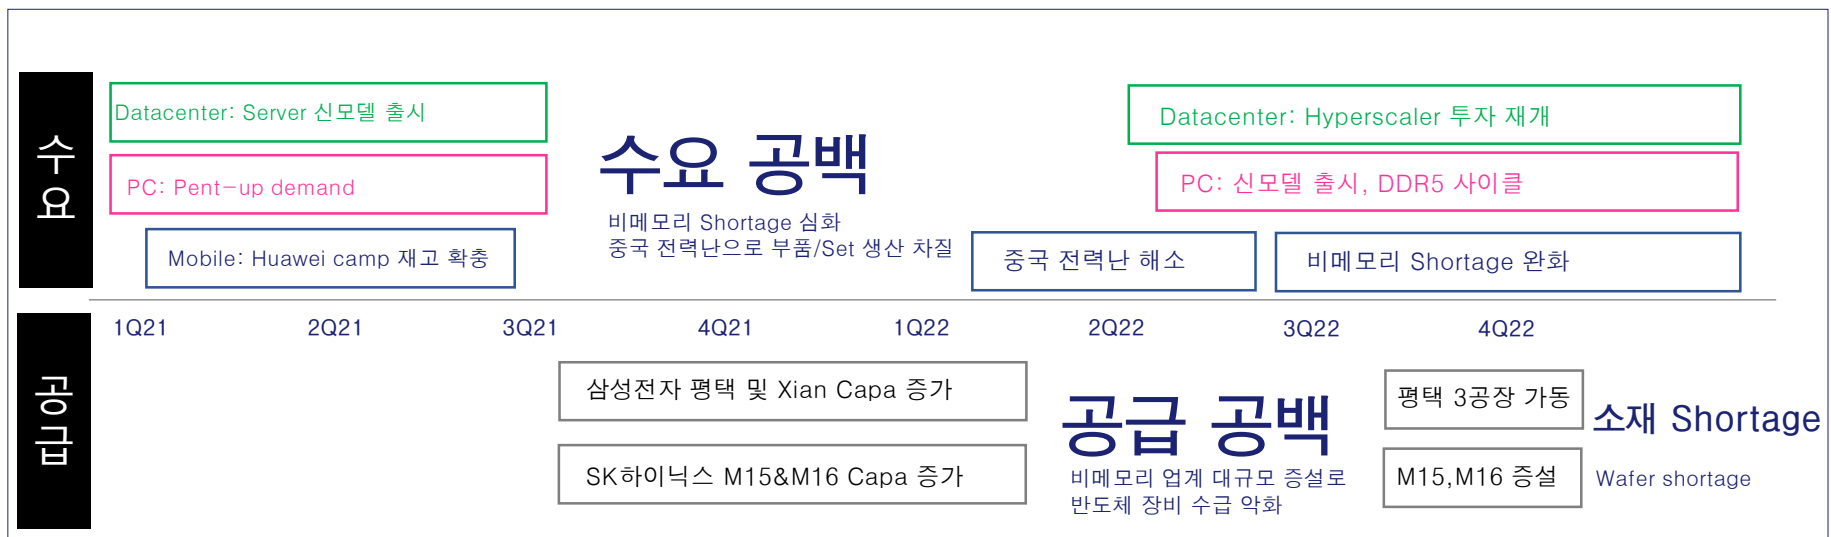 수요
Datacenter: Server 신모델 출시
PC: Pent-up demand
Mobile: Huawei camp 재고 확충
수요 공백
비메모리 Shortage 심화
중국 전력난으로 부품/Set 생산 차질
Datacenter: Hyperscaler 투자 재개
PC: 신모델 출시, DDR5 사이클
중국 전력난 해소
비메모리 Shortage 완화
1Q21 2Q21 3Q21 4Q21 1Q22 2Q22 3Q22 4Q22
공급
삼성전자 평택 및 Xian Capa 증가
SK하이닉스 M15&M16 Capa 증가
공급 공백
비메모리 업계 대규모 증설로
반도체 장비 수급 악화
평택 3공장 가동
M15,M16 증설
소재 Shortage
Wafer shortage